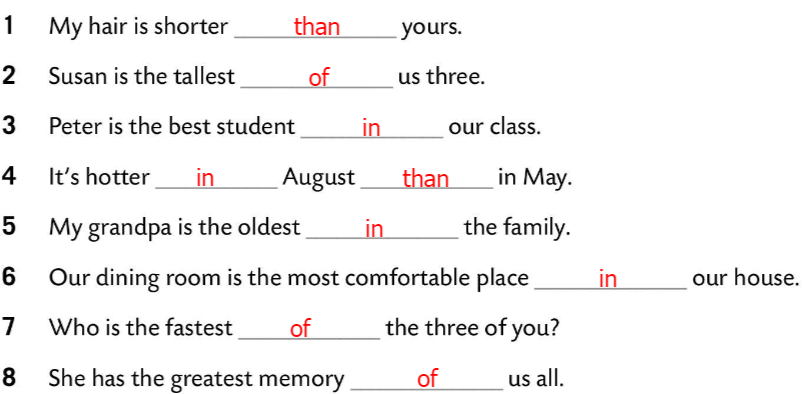 1 My hair is shorter than yours.
2 Susan is the tallest of us three.
3 Peter is the best student in our class.
4 It's hotter in August than in May.
5 My grandpa is the oldest in the family.
6 Our dining room is the most comfortable place in our house.
7 Who is the fastest of the three of you?
8 She has the greatest memory of us all.